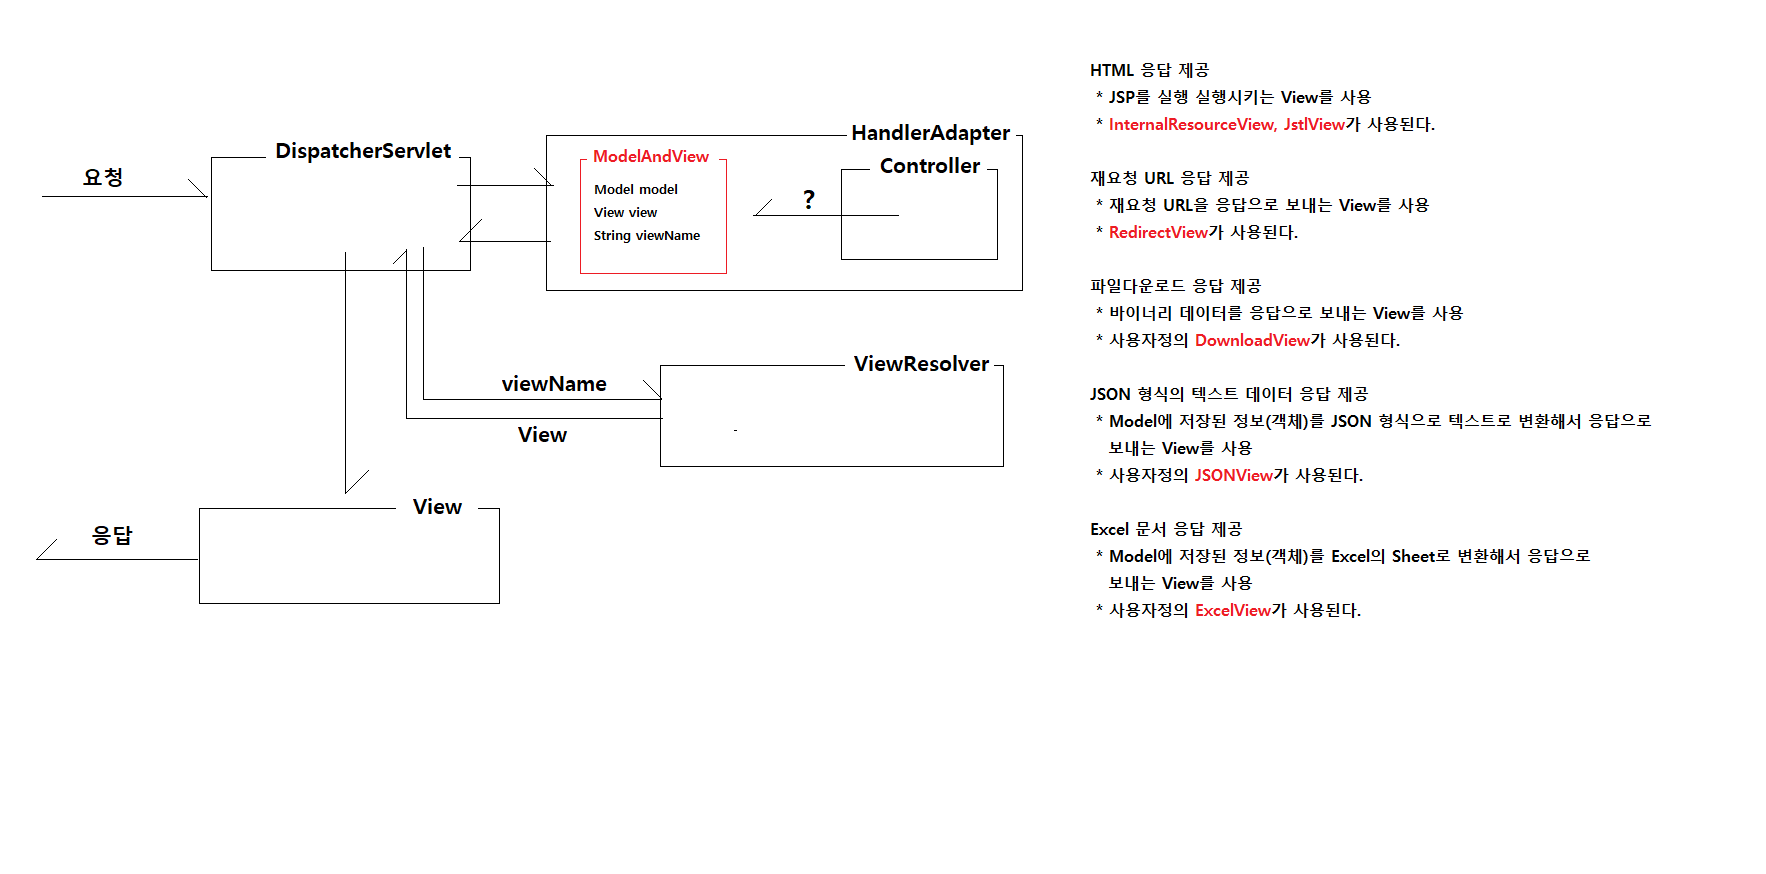 요청
DispatcherServlet
HandlerAdapter
ModelAndView
Model model
View view
String viewName
Controller
?
viewName
View
ViewResolver
-
View
응답
HTML 응답 제공
* JSP를 실행 실행시키는 View를 사용
* InternalResourceView, JstlView가 사용된다.
재요청 URL 응답 제공
* 재요청 URL을 응답으로 보내는 View를 사용
* RedirectView가 사용된다.
파일다운로드 응답 제공
* 바이너리 데이터를 응답으로 보내는 View를 사용
* 사용자정의 DownloadView가 사용된다.
JSON 형식의 텍스트 데이터 응답 제공
* Model에 저장된 정보(객체)를 JSON 형식으로 텍스트로 변환해서 응답으로
보내는 View를 사용
* 사용자정의 JSONView가 사용된다.
Excel 문서 응답 제공
* Model에 저장된 정보(객체)를 Excel의 Sheet로 변환해서 응답으로
보내는 View를 사용
* 사용자정의 ExcelView가 사용된다.